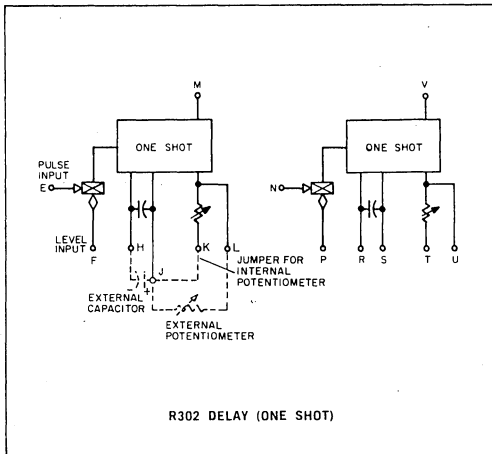 M
V
ONE SHOT
ONE SHOT
PULSE
INPUT
E
N
LEVEL
INPUT
F
H
K
L
P
R
S
T
U
J
JUMPER FOR
INTERNAL
POTENTIOMETER
- +
EXTERNAL
CAPACITOR
EXTERNAL
POTENTIOMETER
R302 DELAY (ONE SHOT)